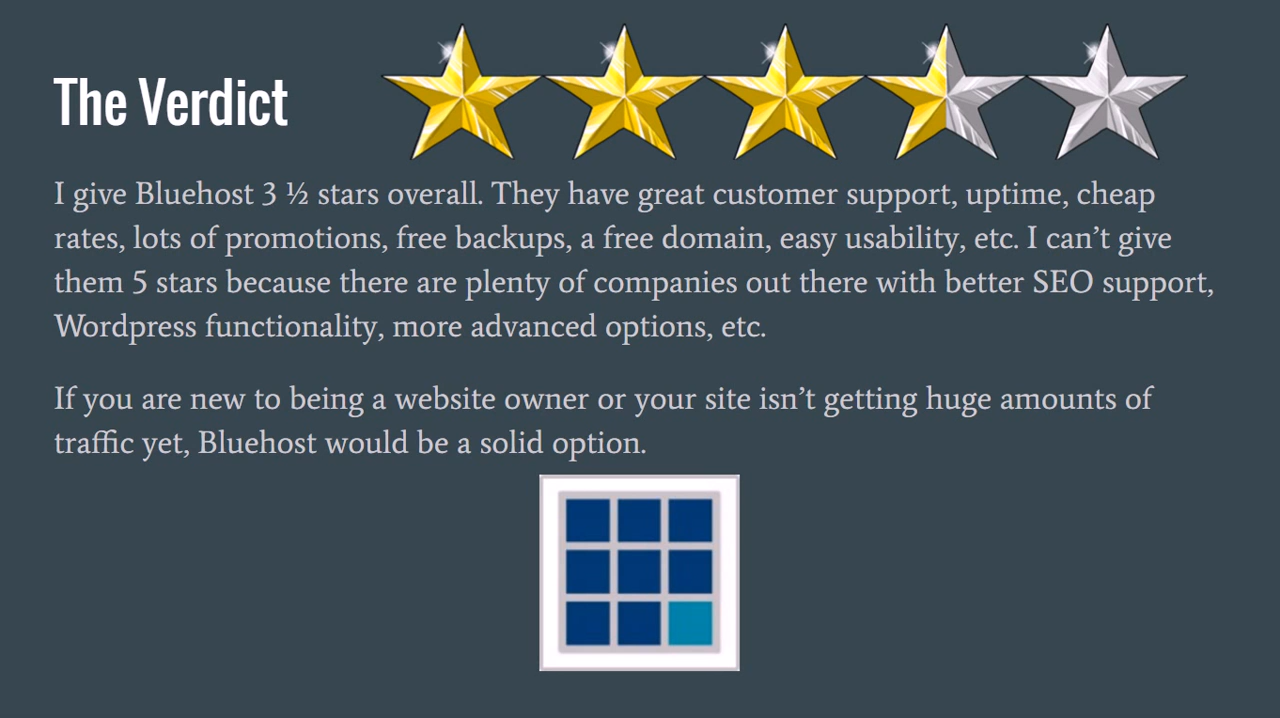 The Verdict
I give Bluehost 3 ½ stars overall. They have great customer support, uptime, cheap
rates, lots of promotions, free backups, a free domain, easy usability, etc. I can’t give
them 5 stars because there are plenty of companies out there with better SEO support,
Wordpress functionality, more advanced options, etc.
If you are new to being a website owner or your site isn’t getting huge amounts of
traffic yet, Bluehost would be a solid option.